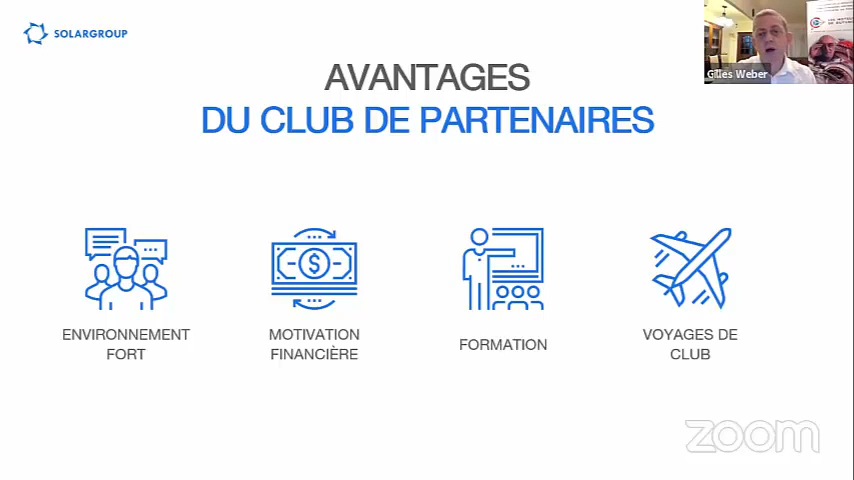 SOLARGROUP
AVANTAGES
DU CLUB DE PARTENAIRES
Gilles Weber
ENVIRONNEMENT
FORT
MOTIVATION
FINANCIÈRE
FORMATION
VOYAGES DE
CLUB
zoom